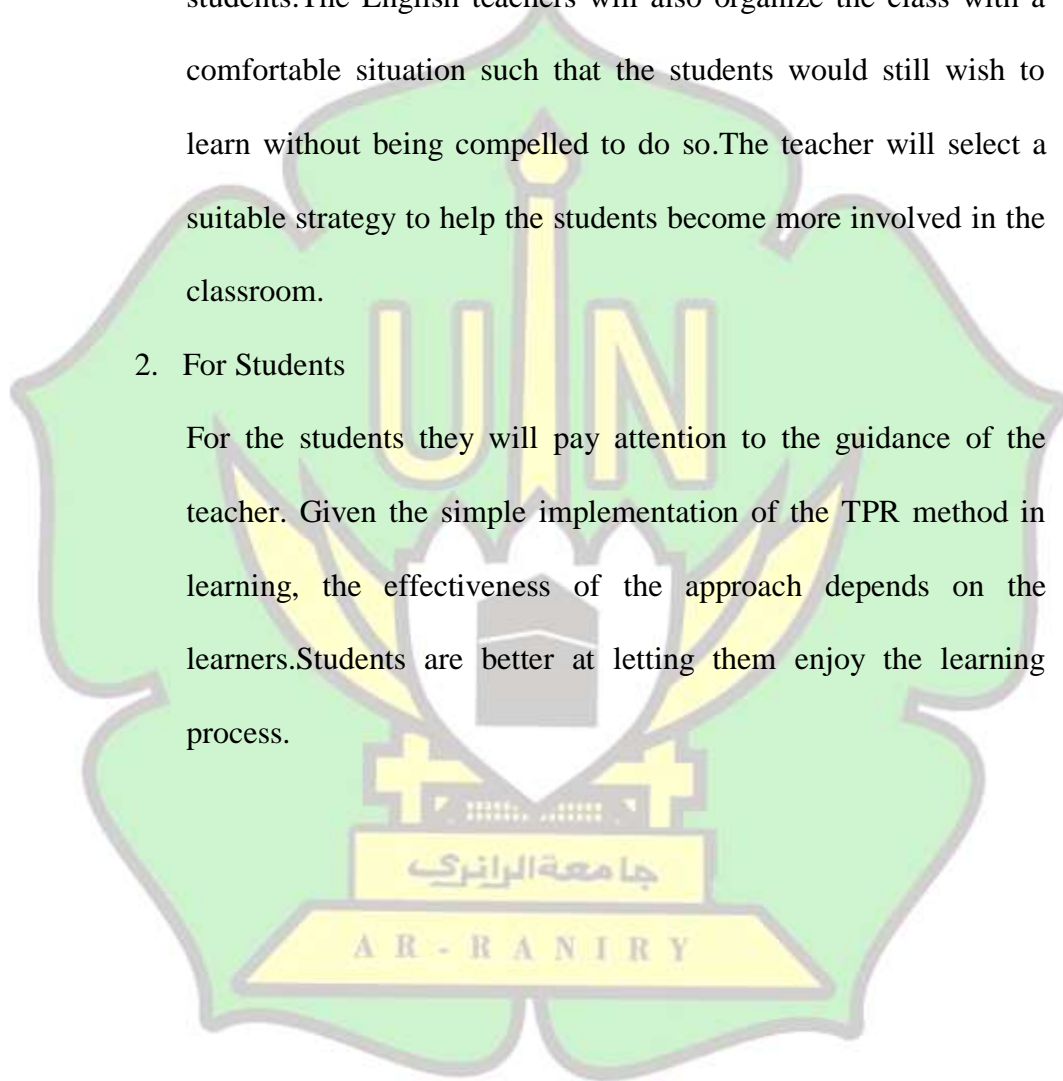 students.The English teachers will also organize the class with a
comfortable situation such that the students would still wish to
learn without being compelled to do so.The teacher will select a
suitable strategy to help the students become more involved in the
classroom.
2. For Students
For the students they will pay attention to the guidance of the
teacher. Given the simple implementation of the TPR method in
learning, the effectiveness of the approach depends on the
learners.Students are better at letting them enjoy the learning
process.
UIN
جامعة الرانري
AR-RANIRY